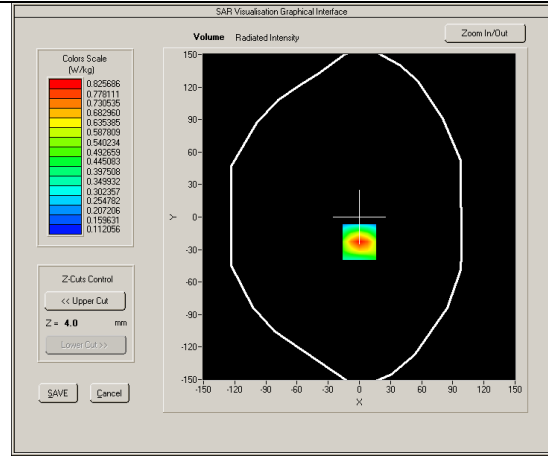 SAR Visualisation Graphical Interface
Volume Radiated Intensity
Zoom In/Out
Colors Scale
(W/kg)
0.825686
0.778111
0.730535
0.682960
0.635385
0.587809
0.540234
0.492659
0.445083
0.397508
0.349932
0.302357
0.254782
0.207206
0.159631
0.112056
Z-Cuts Control
<< Upper Cut
Z = 4.0 mm
Lower Cut >>
SAVE
Cancel
150
120
90
60
30
0
-30
-60
-90
-120
-150
Y
-150 -120 -90 -60 -30 0 30 60 90 120 150
X